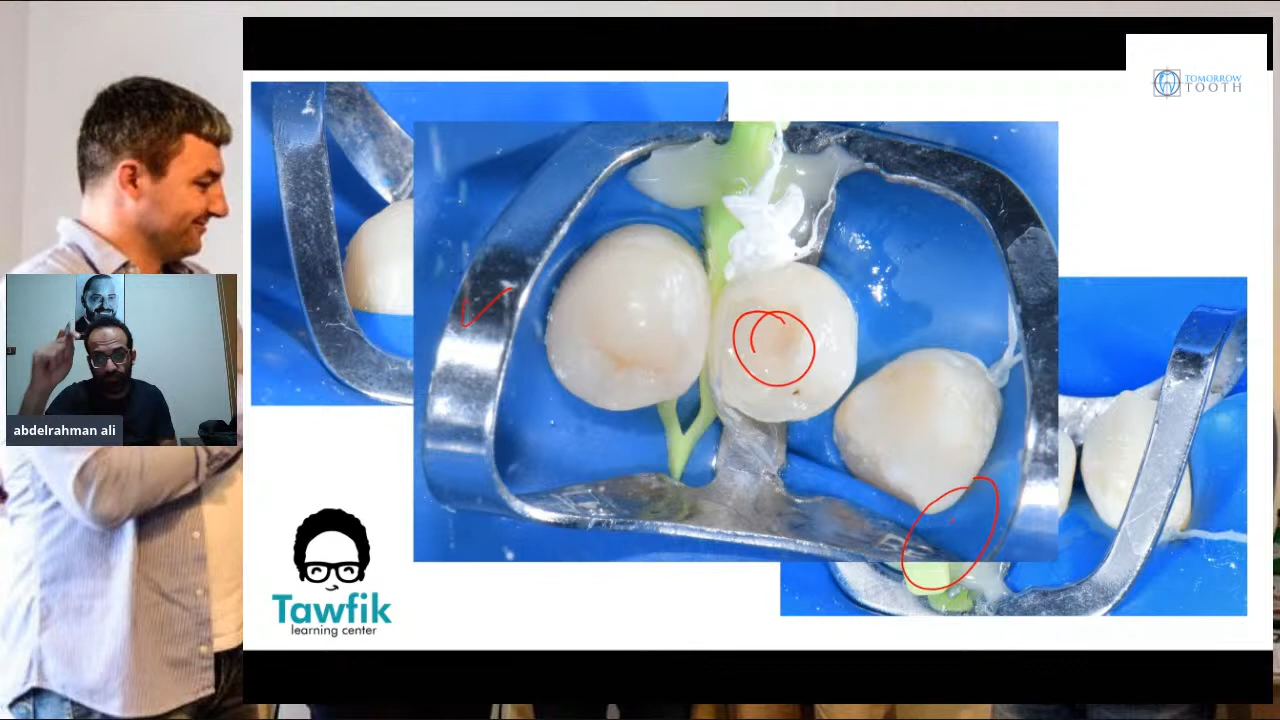 TOMORROW
TOOTH
abdelrahman ali
Tawfik
learning center